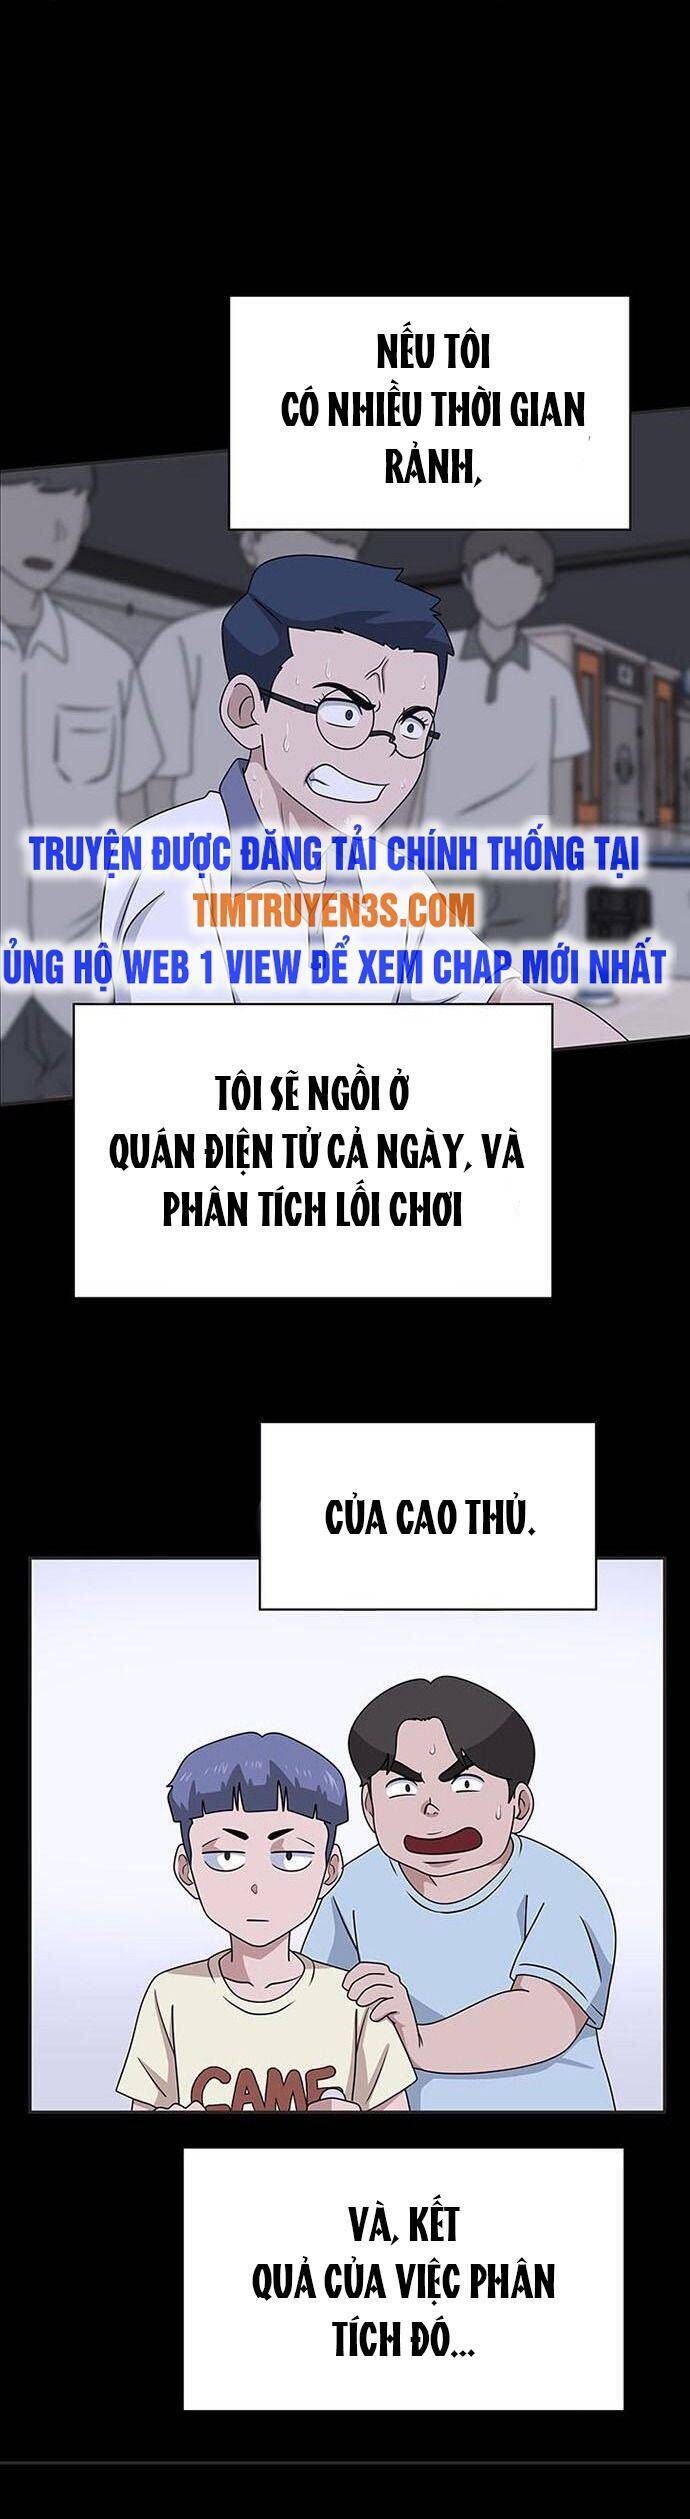 NẾU TÔI
CÓ NHIỀU THỜI GIAN
RẢNH,
TRUYỆN ĐƯỢC ĐĂNG TẢI CHÍNH THỐNG TẠI
TIMTRUYEN3S.COM
ỦNG HỘ WEB 1 VIEW ĐỂ XEM CHAP MỚI NHẤT
TÔI SẼ NGỒI Ở
QUÁN ĐIỆN TỬ CẢ NGÀY, VÀ
PHÂN TÍCH LỐI CHƠI
CỦA CAO THỦ.
GAME
VÀ, KẾT
QUẢ CỦA VIỆC PHÂN
TÍCH ĐÓ...